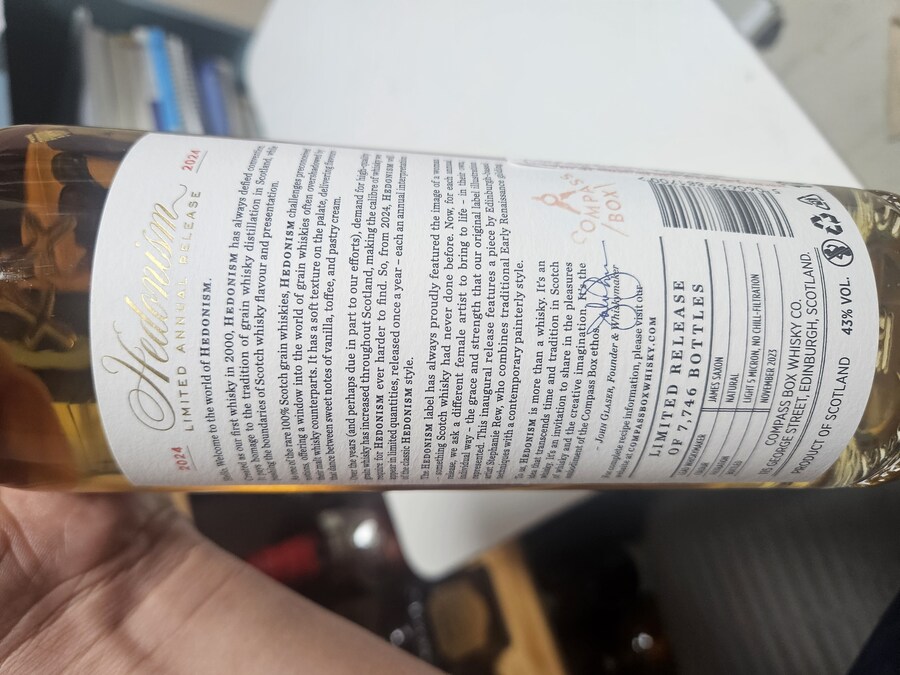 Hedonism
2024 LIMITED ANNUAL RELEASE 2024
Hello. Welcome to the world of HEDONISM.
as our first whisky in 2000, HEDONISM has always defied convention.
homage to the tradition of grain whisky distillation in Scotland, while
the boundaries of Scotch whisky flavour and presentation.
of the rare 100% Scotch grain whiskies, HEDONISM challenges
offering a window into the world of grain whiskies often overshadowed by
malt whisky counterparts. It has a soft texture on the palate, delivering flavours
that dance between sweet notes of vanilla, toffee, and pastry cream.
Over the years (and perhaps due in part to our efforts), demand for high-quality
grain whisky has increased throughout Scotland, making the calibre of whisky we
require for HEDONISM ever harder to find. So, from 2024, HEDONISM will
appear in limited quantities, released once a year – each an annual interpretation
of the classic HEDONISM style.
The HEDONISM label has always proudly featured the image of a woman
- something Scotch whisky had never done before. Now, for each annual
release, we ask a different female artist to bring to life – in their own
individual way – the grace and strength that our original label illustration
represented. This inaugural release features a piece by Edinburgh-based
artist Stephanie Rew, who combines traditional Early Renaissance gilding
techniques with a contemporary painterly style.
To us, HEDONISM is more than a whisky. It's an
idea that transcends time and tradition in Scotch
whisky. It's an invitation to share in the pleasures
of whisky and the creative imagination. It's the
embodiment of the Compass Box ethos.
- JOHN GLASER, Founder & Whiskymaker
COMPASS
BOX
For complete recipe information, please visit our
website at COMPASSBOXWHISKY.COM
LIMITED RELEASE
OF 7,746 BOTTLES
LEAD WHISKYMAKER JAMES SAXON
COLOUR NATURAL
FILTRATION LIGHT 5 MICRON, NO CHILL-FILTRATION
BOTTLED NOVEMBER 2023
COMPASS BOX WHISKY CO.
GEORGE STREET, EDINBURGH, SCOTLAND.
PRODUCT OF SCOTLAND 43% VOL.